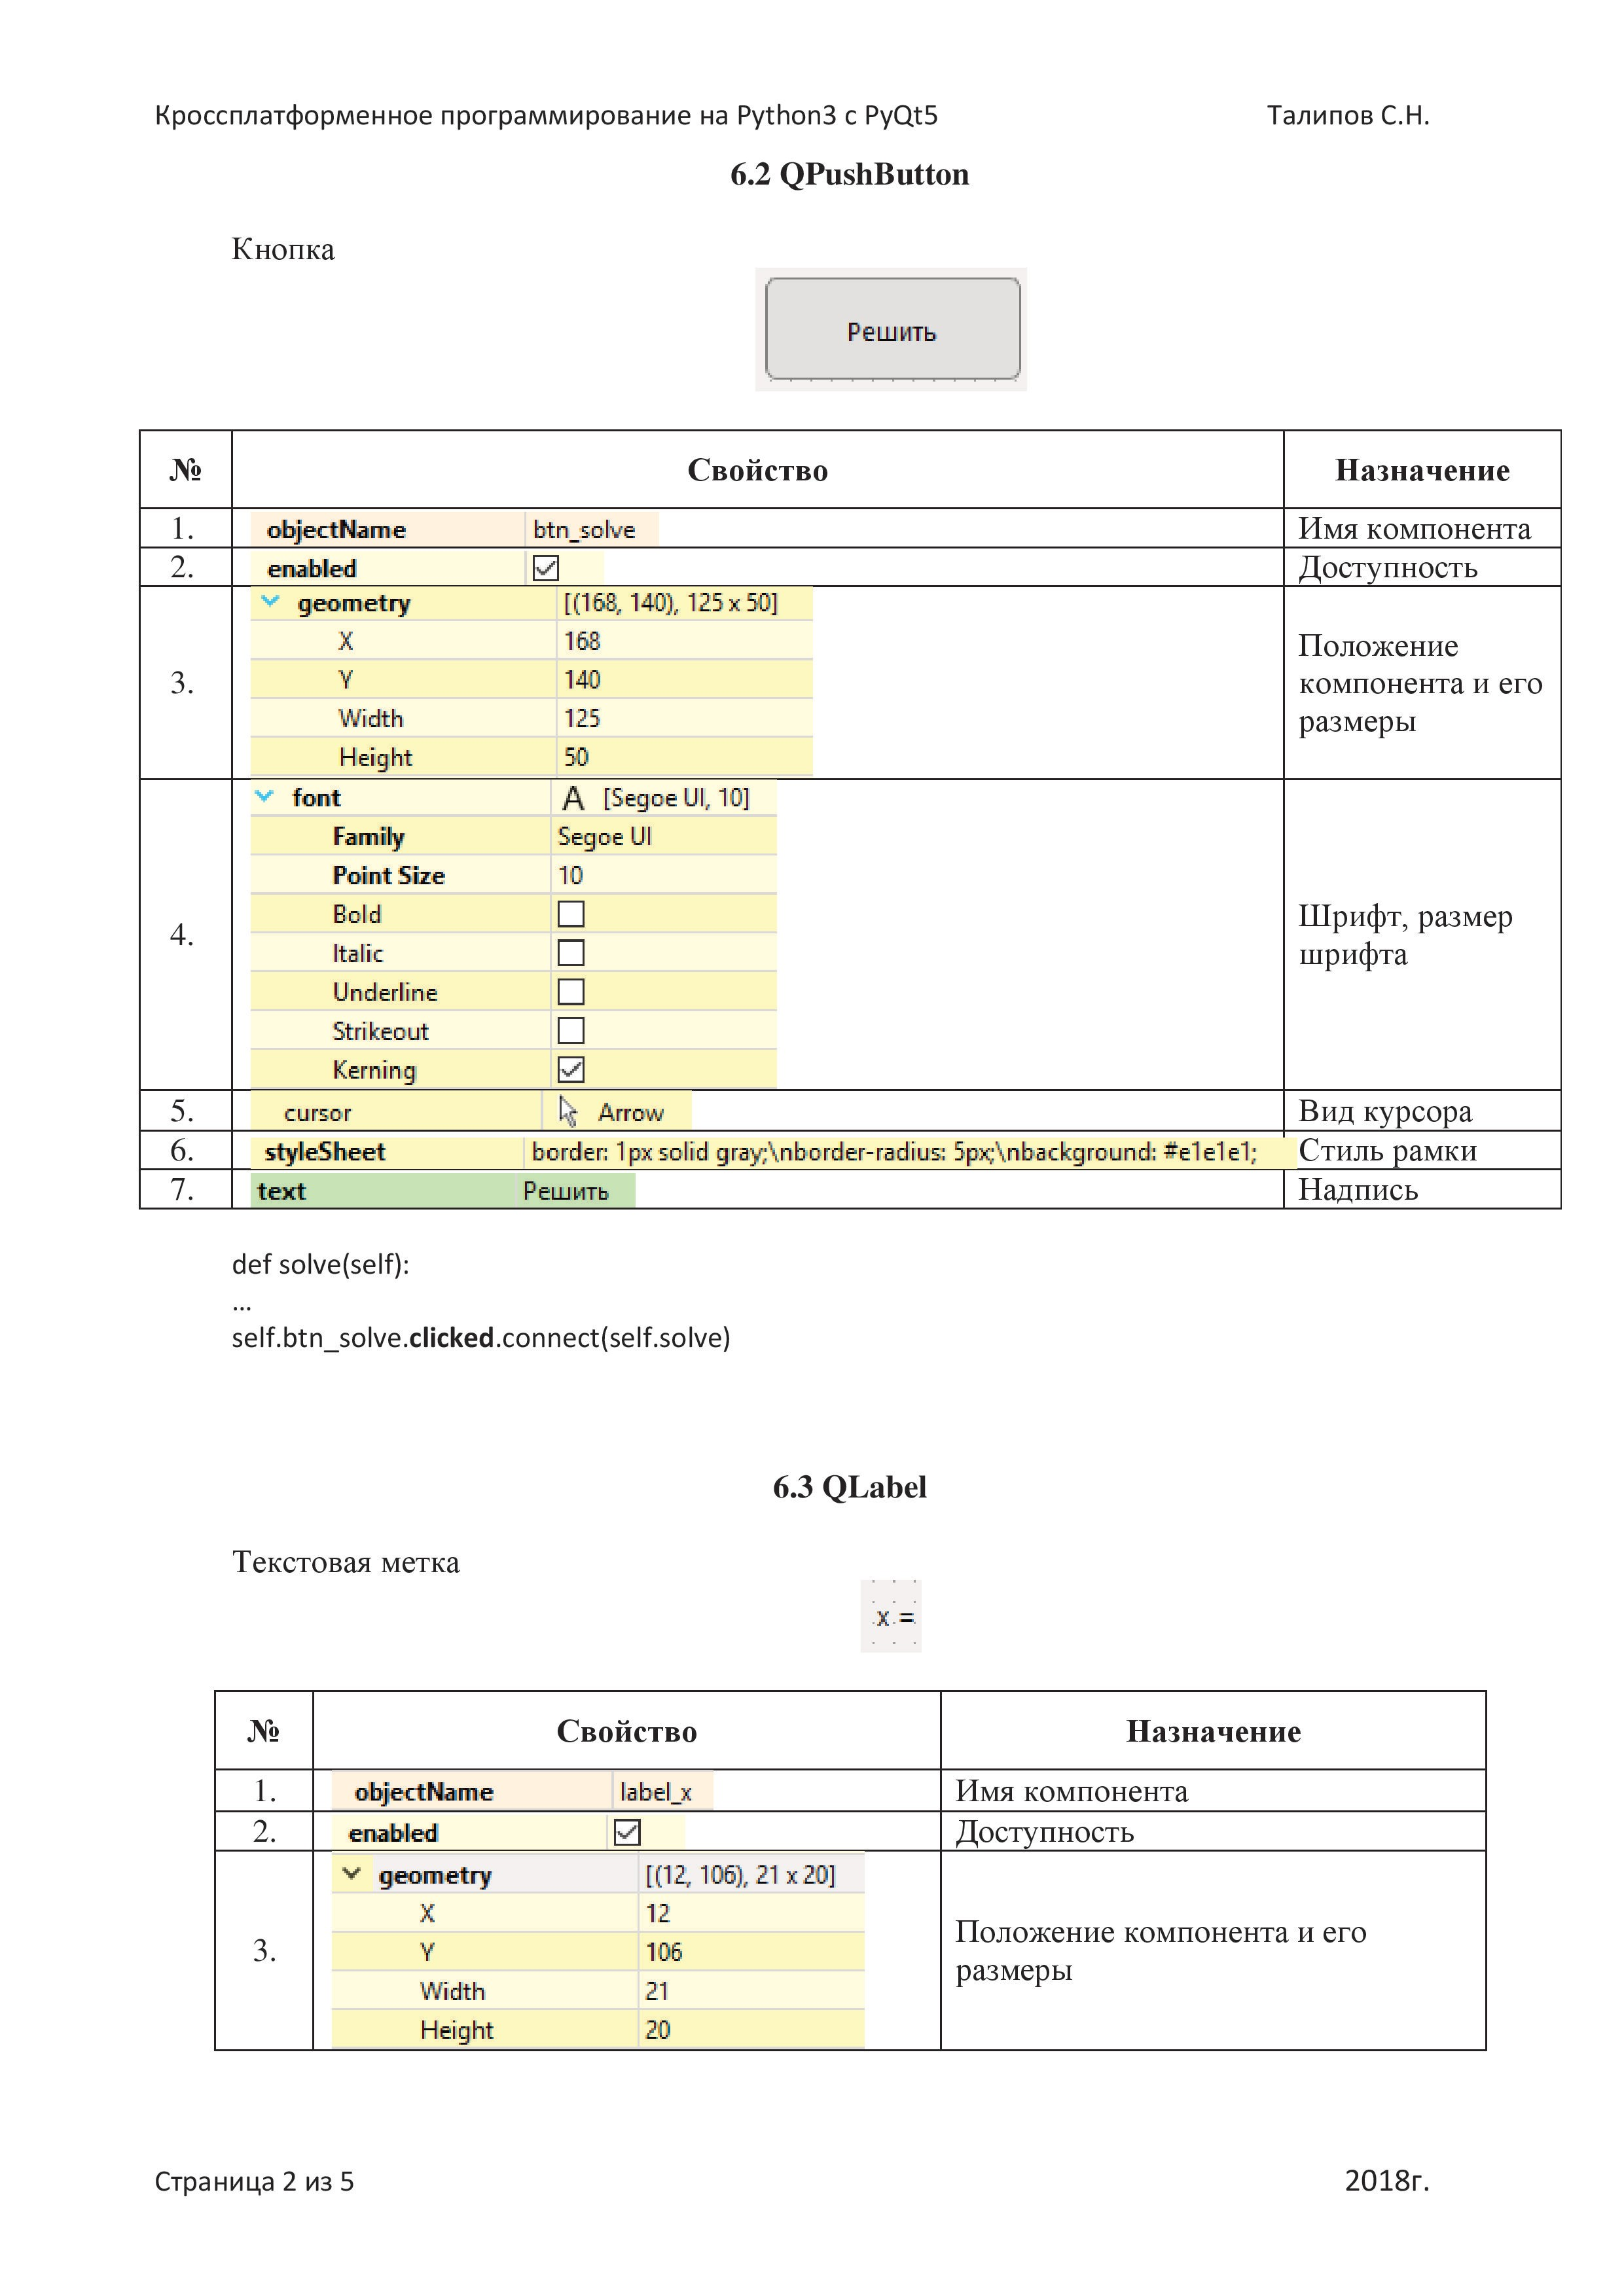 Кроссплатформенное программирование на Python3 с PyQt5 Талипов С.Н.
6.2 QPushButton
Кнопка
Решить
№ Свойство Назначение
1. objectName btn_solve Имя компонента
2. enabled Доступность
3. geometry [(168, 140), 125 x 50]
X 168
Y 140
Width 125
Height 50
Положение
компонента и его
размеры
4. font A [Segoe UI, 10]
Family Segoe UI
Point Size 10
Bold
Italic
Underline
Strikeout
Kerning
Шрифт, размер
шрифта
5. cursor Arrow Вид курсора
6. styleSheet border: 1px solid gray;\nborder-radius: 5px;\nbackground: #e1e1e1; Стиль рамки
7. text Решить Надпись
def solve(self):
...
self.btn_solve.clicked.connect(self.solve)
6.3 QLabel
Текстовая метка
x =
№ Свойство Назначение
1. objectName label_x Имя компонента
2. enabled Доступность
3. geometry [(12, 106), 21 x 20]
X 12
Y 106
Width 21
Height 20
Положение компонента и его
размеры
Страница 2 из 5 2018г.